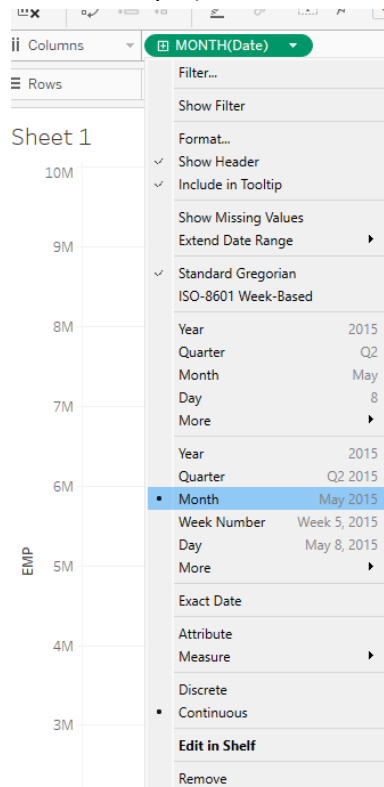 Columns
MONTH(Date)
Rows
Sheet 1
10M
9M
8M
7M
6M
5M
4M
3M
EMP
Filter...
Show Filter
Format...
Show Header
Include in Tooltip
Show Missing Values
Extend Date Range
Standard Gregorian
ISO-8601 Week-Based
Year 2015
Quarter Q2
Month May
Day 8
More
Year 2015
Quarter Q2 2015
Month May 2015
Week Number Week 5, 2015
Day May 8, 2015
More
Exact Date
Attribute
Measure
Discrete
Continuous
Edit in Shelf
Remove